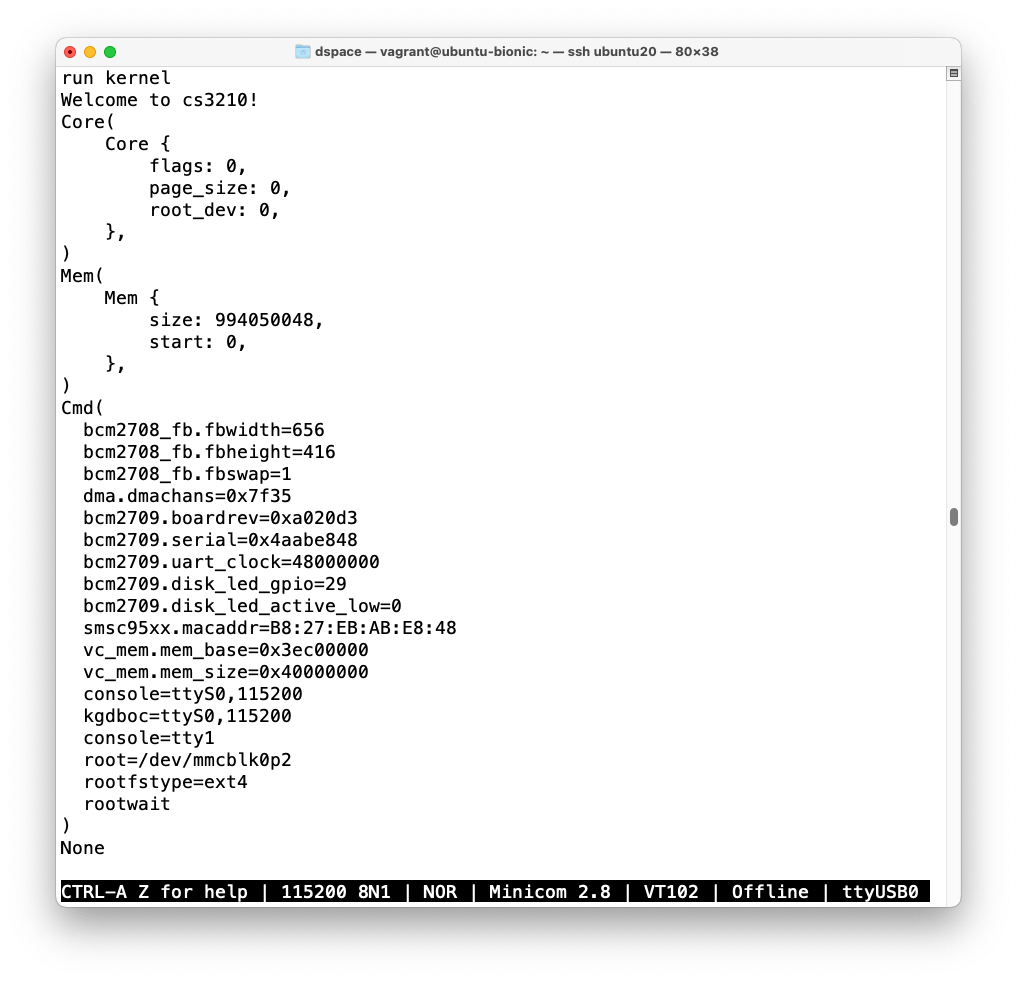 dspace — vagrant@ubuntu-bionic: ~ — ssh ubuntu20 — 80×38
run kernel
Welcome to cs3210!
Core(
    Core {
        flags: 0,
        page_size: 0,
        root_dev: 0,
    },
)
Mem(
    Mem {
        size: 994050048,
        start: 0,
    },
)
Cmd(
  bcm2708_fb.fbwidth=656
  bcm2708_fb.fbheight=416
  bcm2708_fb.fbswap=1
  dma.dmachans=0x7f35
  bcm2709.boardrev=0xa020d3
  bcm2709.serial=0x4aabe848
  bcm2709.uart_clock=48000000
  bcm2709.disk_led_gpio=29
  bcm2709.disk_led_active_low=0
  smsc95xx.macaddr=B8:27:EB:AB:E8:48
  vc_mem.mem_base=0x3ec00000
  vc_mem.mem_size=0x40000000
  console=ttyS0,115200
  kgdboc=ttyS0,115200
  console=tty1
  root=/dev/mmcblk0p2
  rootfstype=ext4
  rootwait
)
None
CTRL-A Z for help | 115200 8N1 | NOR | Minicom 2.8 | VT102 | Offline | ttyUSB0